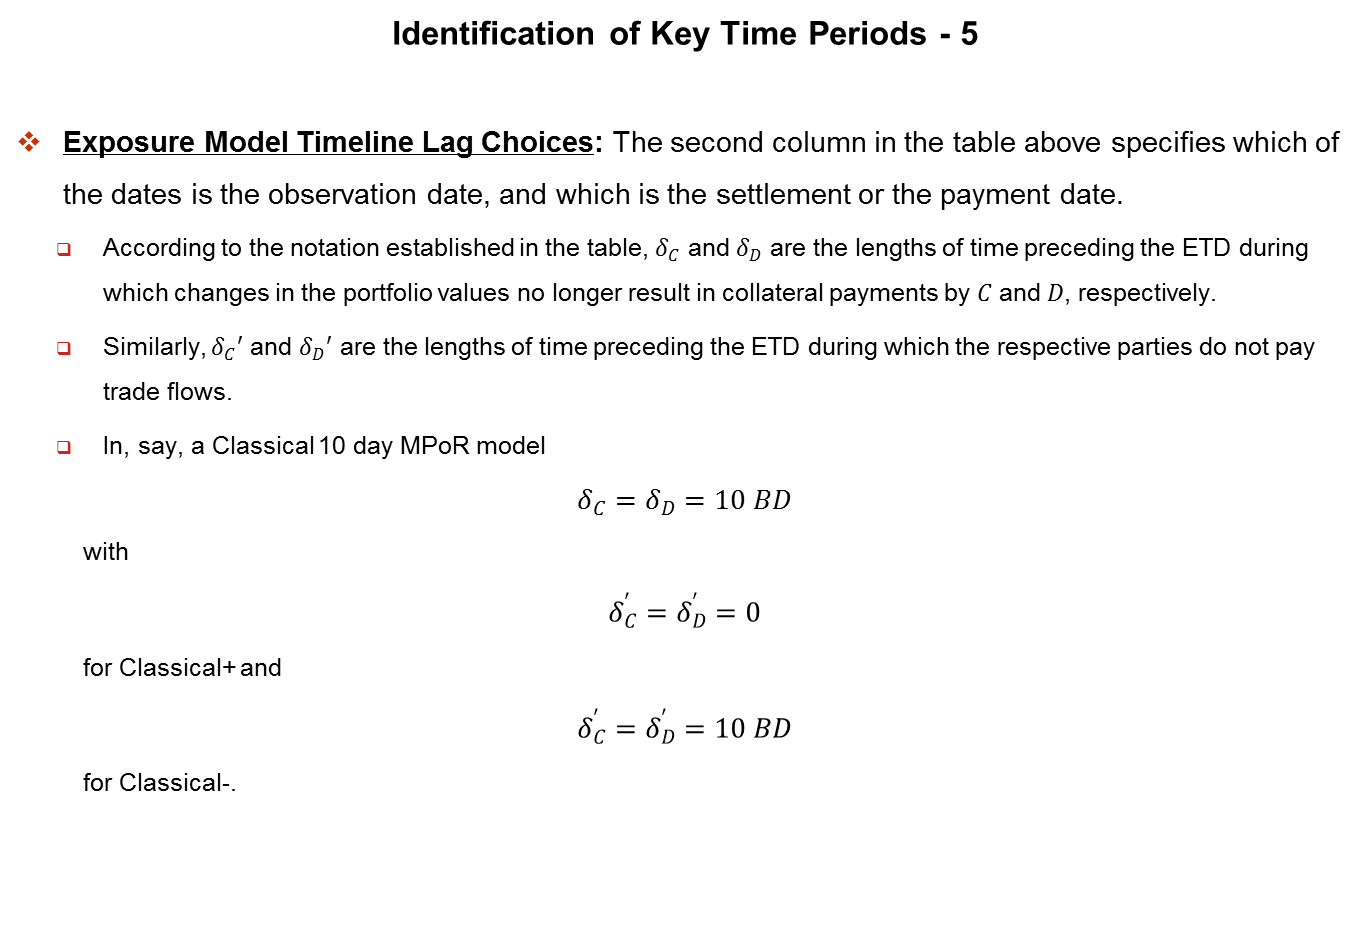 Identification of Key Time Periods - 5
❖ Exposure Model Timeline Lag Choices: The second column in the table above specifies which of
the dates is the observation date, and which is the settlement or the payment date.
❑ According to the notation established in the table, 𝛿_C and 𝛿_D are the lengths of time preceding the ETD during
which changes in the portfolio values no longer result in collateral payments by 𝐶 and 𝐷, respectively.
❑ Similarly, 𝛿_C′ and 𝛿_D′ are the lengths of time preceding the ETD during which the respective parties do not pay
trade flows.
❑ In, say, a Classical 10 day MPoR model
𝛿_C = 𝛿_D = 10 𝐵𝐷
with
𝛿′_C = 𝛿′_D = 0
for Classical+ and
𝛿′_C = 𝛿′_D = 10 𝐵𝐷
for Classical-.